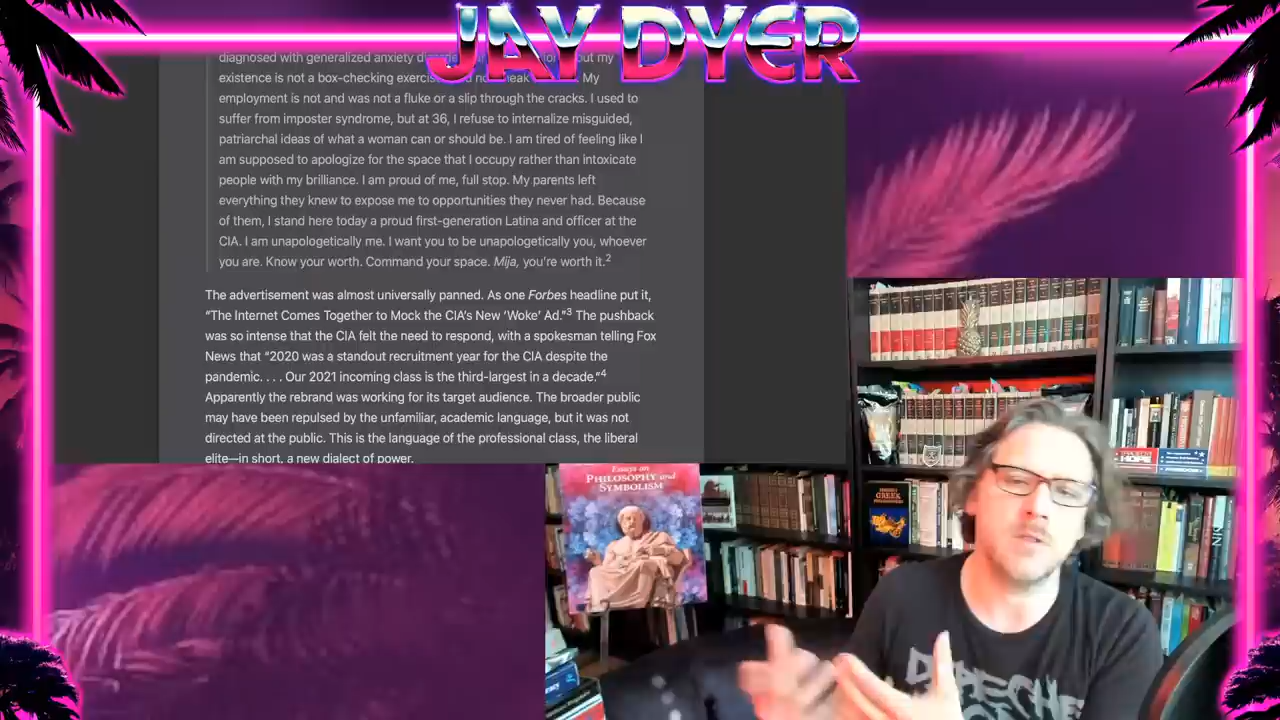 JAY DYER
diagnosed with generalized anxiety my
existence is not a box-checking My
employment is not and was not a fluke or a slip through the cracks. I used to
suffer from imposter syndrome, but at 36, I refuse to internalize misguided,
patriarchal ideas of what a woman can or should be. I am tired of feeling like I
am supposed to apologize for the space that I occupy rather than intoxicate
people with my brilliance. I am proud of me, full stop. My parents left
everything they knew to expose me to opportunities they never had. Because
of them, I stand here today a proud first-generation Latina and officer at the
CIA. I am unapologetically me. I want you to be unapologetically you, whoever
you are. Know your worth. Command your space. Mija, you're worth it.2
The advertisement was almost universally panned. As one Forbes headline put it,
“The Internet Comes Together to Mock the CIA's New ‘Woke’ Ad.”3 The pushback
was so intense that the CIA felt the need to respond, with a spokesman telling Fox
News that “2020 was a standout recruitment year for the CIA despite the
pandemic. . . . Our 2021 incoming class is the third-largest in a decade.”4
Apparently the rebrand was working for its target audience. The broader public
may have been repulsed by the unfamiliar, academic language, but it was not
directed at the public. This is the language of the professional class, the liberal
elite—in short, a new dialect of power.
Essays on
PHILOSOPHY and
SYMBOLISM
GREEK
HOPE
DEPECHE